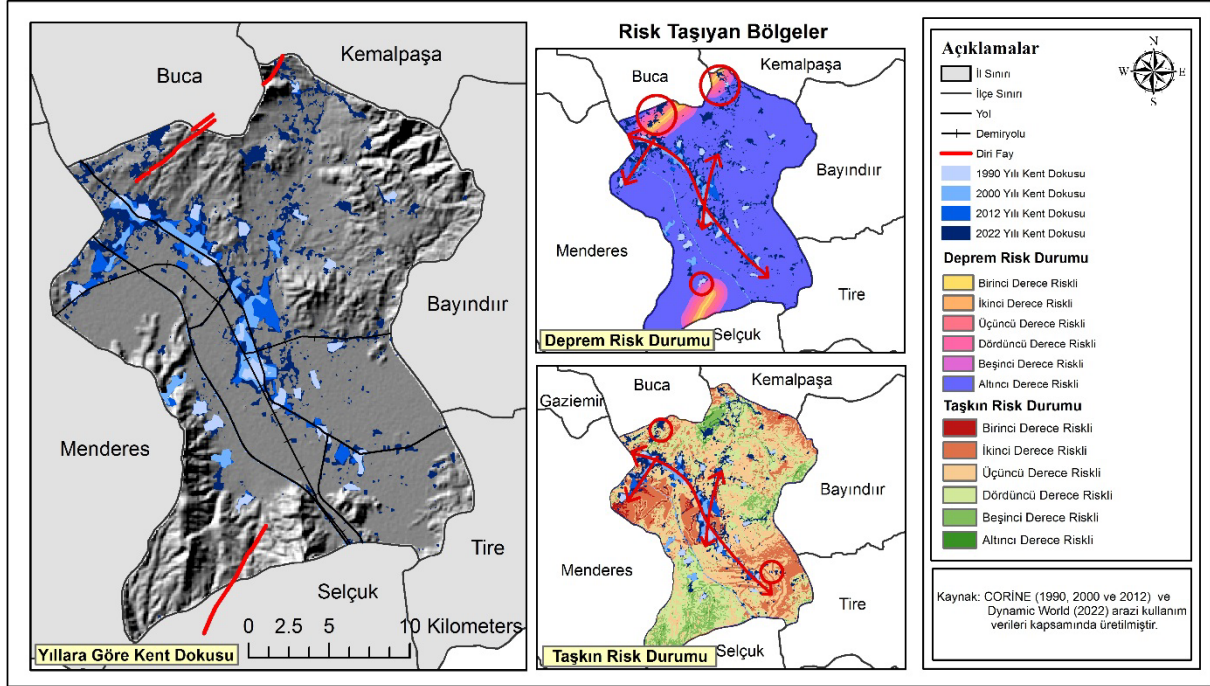 Buca
Kemalpaşa
Bayındıır
Menderes
Tire
Selçuk
0 2.5 5 10 Kilometers
Yıllara Göre Kent Dokusu
Risk Taşıyan Bölgeler
Buca
Kemalpaşa
Bayındıır
Menderes
Tire
Selçuk
Deprem Risk Durumu
Buca
Kemalpaşa
Gaziemir
Bayındıır
Menderes
Tire
Selçuk
Taşkın Risk Durumu
Açıklamalar
N
W E
S
İl Sınırı
İlçe Sınırı
Yol
Demiryolu
Diri Fay
1990 Yılı Kent Dokusu
2000 Yılı Kent Dokusu
2012 Yılı Kent Dokusu
2022 Yılı Kent Dokusu
Deprem Risk Durumu
Birinci Derece Riskli
İkinci Derece Riskli
Üçüncü Derece Riskli
Dördüncü Derece Riskli
Beşinci Derece Riskli
Altıncı Derece Riskli
Taşkın Risk Durumu
Birinci Derece Riskli
İkinci Derece Riskli
Üçüncü Derece Riskli
Dördüncü Derece Riskli
Beşinci Derece Riskli
Altıncı Derece Riskli
Kaynak: CORİNE (1990, 2000 ve 2012) ve
Dynamic World (2022) arazi kullanım
verileri kapsamında üretilmiştir.